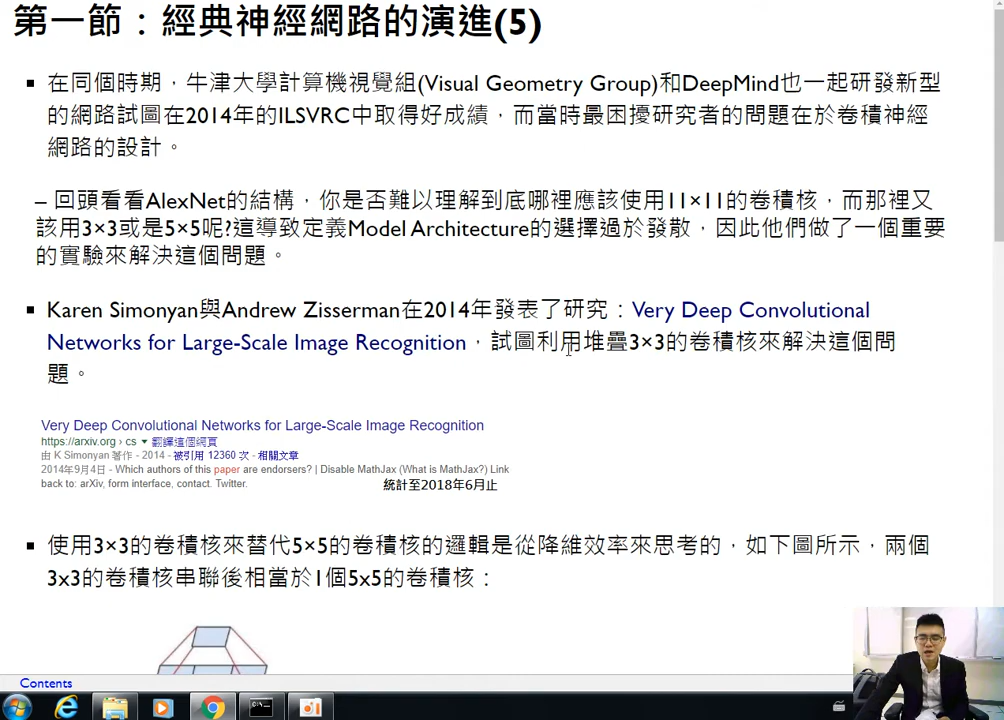 第一節：經典神經網路的演進(5)
▪ 在同個時期，牛津大學計算機視覺組(Visual Geometry Group)和DeepMind也一起研發新型
的網路試圖在2014年的ILSVRC中取得好成績，而當時最困擾研究者的問題在於卷積神經
網路的設計。
– 回頭看看AlexNet的結構，你是否難以理解到底哪裡應該使用11×11的卷積核，而那裡又
該用3×3或是5×5呢?這導致定義Model Architecture的選擇過於發散，因此他們做了一個重要
的實驗來解決這個問題。
▪ Karen Simonyan與Andrew Zisserman在2014年發表了研究：Very Deep Convolutional
Networks for Large-Scale Image Recognition，試圖利用堆疊3×3的卷積核來解決這個問
題。
Very Deep Convolutional Networks for Large-Scale Image Recognition
https://arxiv.org › cs ▼ 翻譯這個網頁
由 K Simonyan 著作 - 2014 - 被引用 12360 次 - 相關文章
2014年9月4日 - Which authors of this paper are endorsers? | Disable MathJax (What is MathJax?) Link
back to: arXiv, form interface, contact. Twitter.
統計至2018年6月止
▪ 使用3×3的卷積核來替代5×5的卷積核的邏輯是從降維效率來思考的，如下圖所示，兩個
3x3的卷積核串聯後相當於1個5x5的卷積核：
Contents